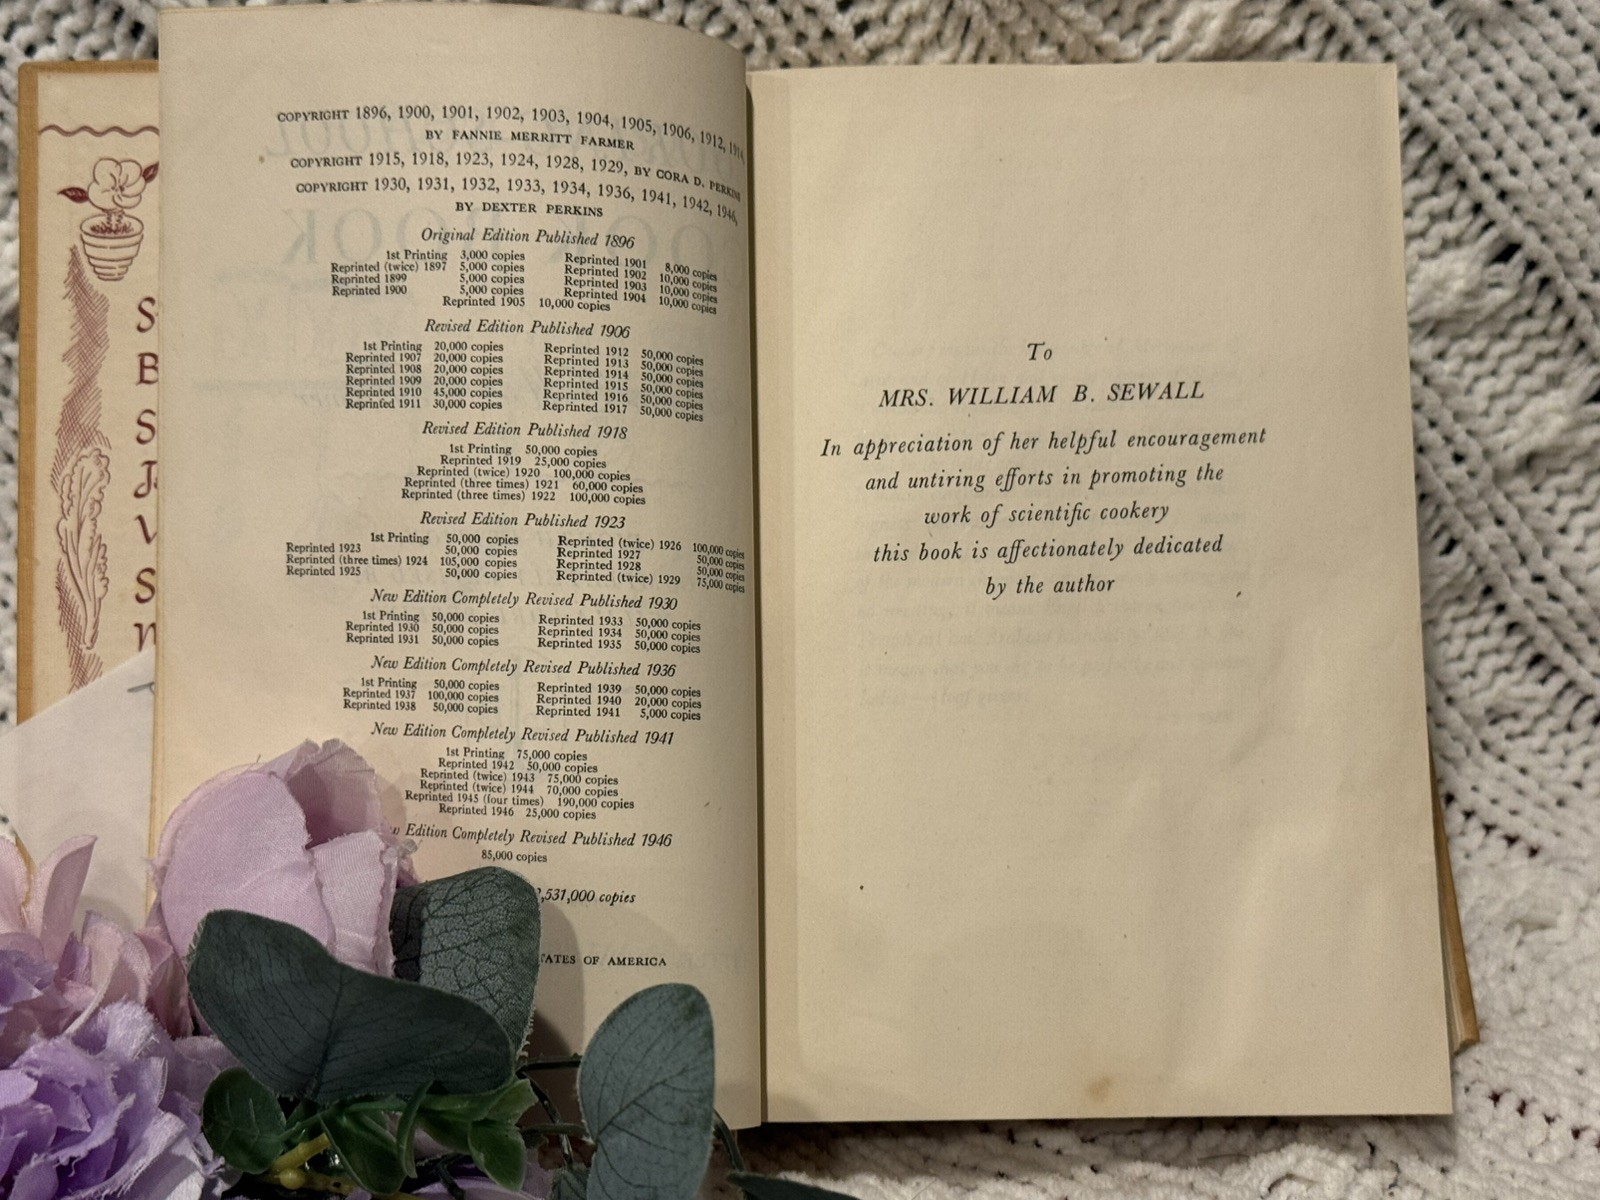 COPYRIGHT 1896, 1900, 1901, 1902, 1903, 1904, 1905, 1906, 1912, 1914,
BY FANNIE MERRITT FARMER
COPYRIGHT 1915, 1918, 1923, 1924, 1928, 1929, BY CORA D. PERKINS
COPYRIGHT 1930, 1931, 1932, 1933, 1934, 1936, 1941, 1942, 1946,
BY DEXTER PERKINS
Original Edition Published 1896
1st Printing 3,000 copies Reprinted 1901 8,000 copies
Reprinted (twice) 1897 5,000 copies Reprinted 1902 10,000 copies
Reprinted 1899 5,000 copies Reprinted 1903 10,000 copies
Reprinted 1900 5,000 copies Reprinted 1904 10,000 copies
Reprinted 1905 10,000 copies
Revised Edition Published 1906
1st Printing 20,000 copies Reprinted 1912 50,000 copies
Reprinted 1907 20,000 copies Reprinted 1913 50,000 copies
Reprinted 1908 20,000 copies Reprinted 1914 50,000 copies
Reprinted 1909 20,000 copies Reprinted 1915 50,000 copies
Reprinted 1910 45,000 copies Reprinted 1916 50,000 copies
Reprinted 1911 30,000 copies Reprinted 1917 50,000 copies
Revised Edition Published 1918
1st Printing 50,000 copies
Reprinted 1919 25,000 copies
Reprinted (twice) 1920 100,000 copies
Reprinted (three times) 1921 60,000 copies
Reprinted (three times) 1922 100,000 copies
Revised Edition Published 1923
1st Printing 50,000 copies Reprinted (twice) 1926 100,000 copies
Reprinted 1923 50,000 copies Reprinted 1927 50,000 copies
Reprinted (three times) 1924 105,000 copies Reprinted 1928 50,000 copies
Reprinted 1925 50,000 copies Reprinted (twice) 1929 75,000 copies
New Edition Completely Revised Published 1930
1st Printing 50,000 copies Reprinted 1933 50,000 copies
Reprinted 1930 50,000 copies Reprinted 1934 50,000 copies
Reprinted 1931 50,000 copies Reprinted 1935 50,000 copies
New Edition Completely Revised Published 1936
1st Printing 50,000 copies Reprinted 1939 50,000 copies
Reprinted 1937 100,000 copies Reprinted 1940 20,000 copies
Reprinted 1938 50,000 copies Reprinted 1941 5,000 copies
New Edition Completely Revised Published 1941
1st Printing 75,000 copies
Reprinted 1942 50,000 copies
Reprinted (twice) 1943 75,000 copies
Reprinted (twice) 1944 70,000 copies
Reprinted 1945 (four times) 190,000 copies
Reprinted 1946 25,000 copies
Edition Completely Revised Published 1946
85,000 copies
,531,000 copies
ATES OF AMERICA
S
B
S
V
S
To
MRS. WILLIAM B. SEWALL
In appreciation of her helpful encouragement
and untiring efforts in promoting the
work of scientific cookery
this book is affectionately dedicated
by the author